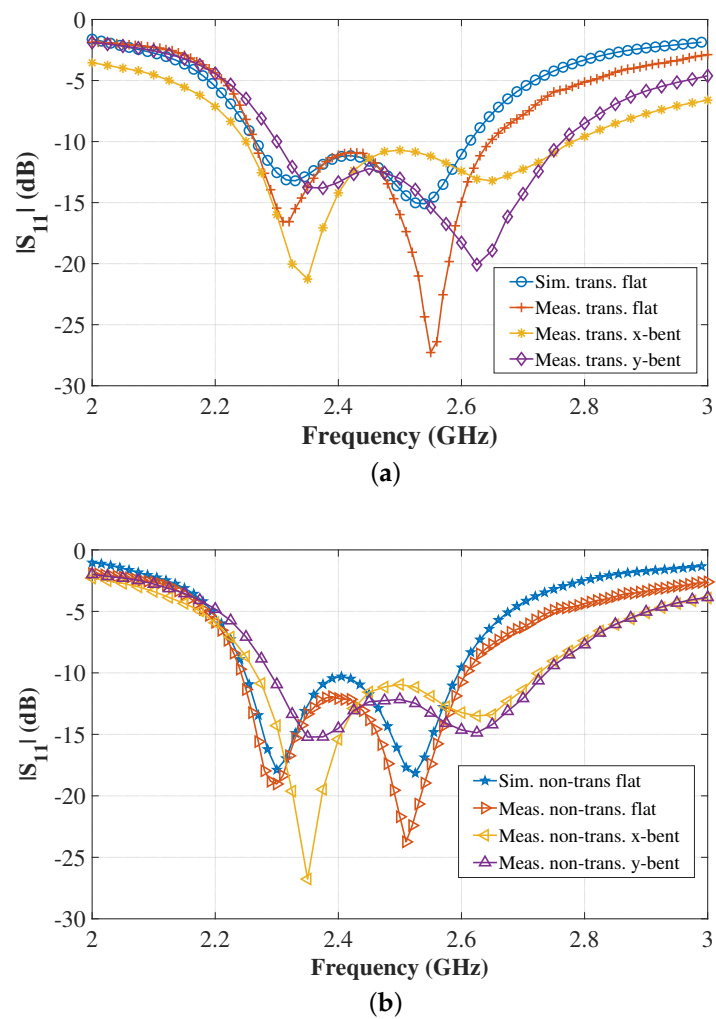 0
-5
-10
-15
-20
-25
-30
|S11| (dB)
Sim. trans. flat
Meas. trans. flat
Meas. trans. x-bent
Meas. trans. y-bent
2 2.2 2.4 2.6 2.8 3
Frequency (GHz)
(a)
0
-5
-10
-15
-20
-25
-30
|S11| (dB)
Sim. non-trans flat
Meas. non-trans. flat
Meas. non-trans. x-bent
Meas. non-trans. y-bent
2 2.2 2.4 2.6 2.8 3
Frequency (GHz)
(b)